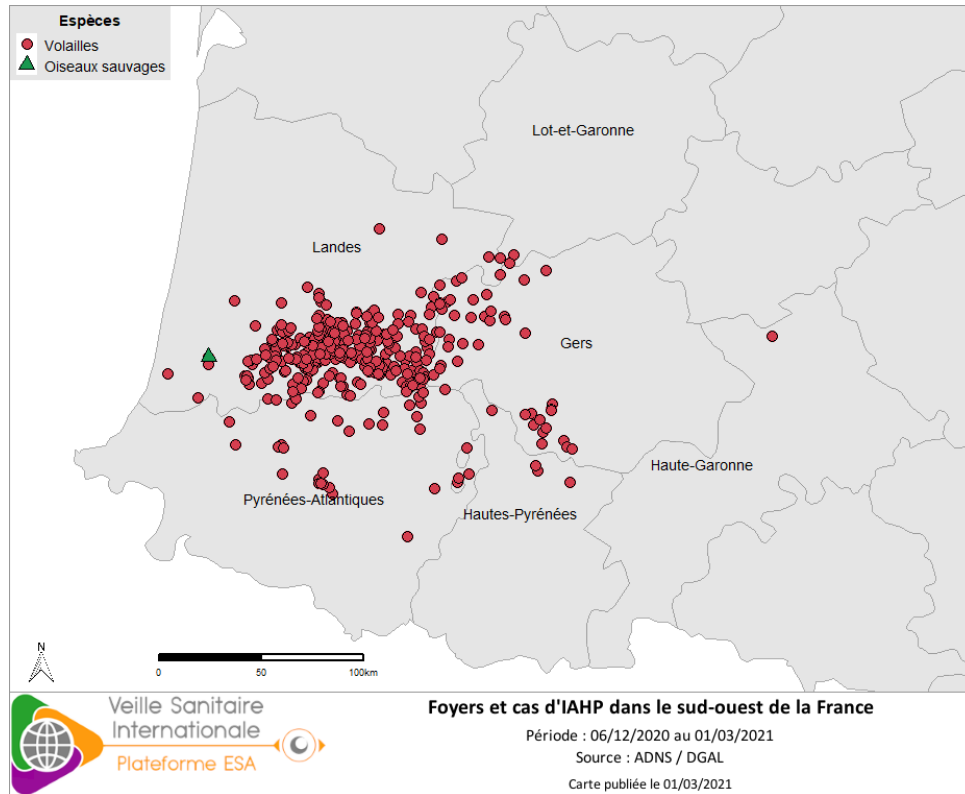 Espèces
Volailles
Oiseaux sauvages
Lot-et-Garonne
Landes
Gers
Haute-Garonne
Pyrénées-Atlantiques
Hautes-Pyrénées
N
0 50 100km
Veille Sanitaire
Internationale
Plateforme ESA
Foyers et cas d'IAHP dans le sud-ouest de la France
Période : 06/12/2020 au 01/03/2021
Source : ADNS / DGAL
Carte publiée le 01/03/2021